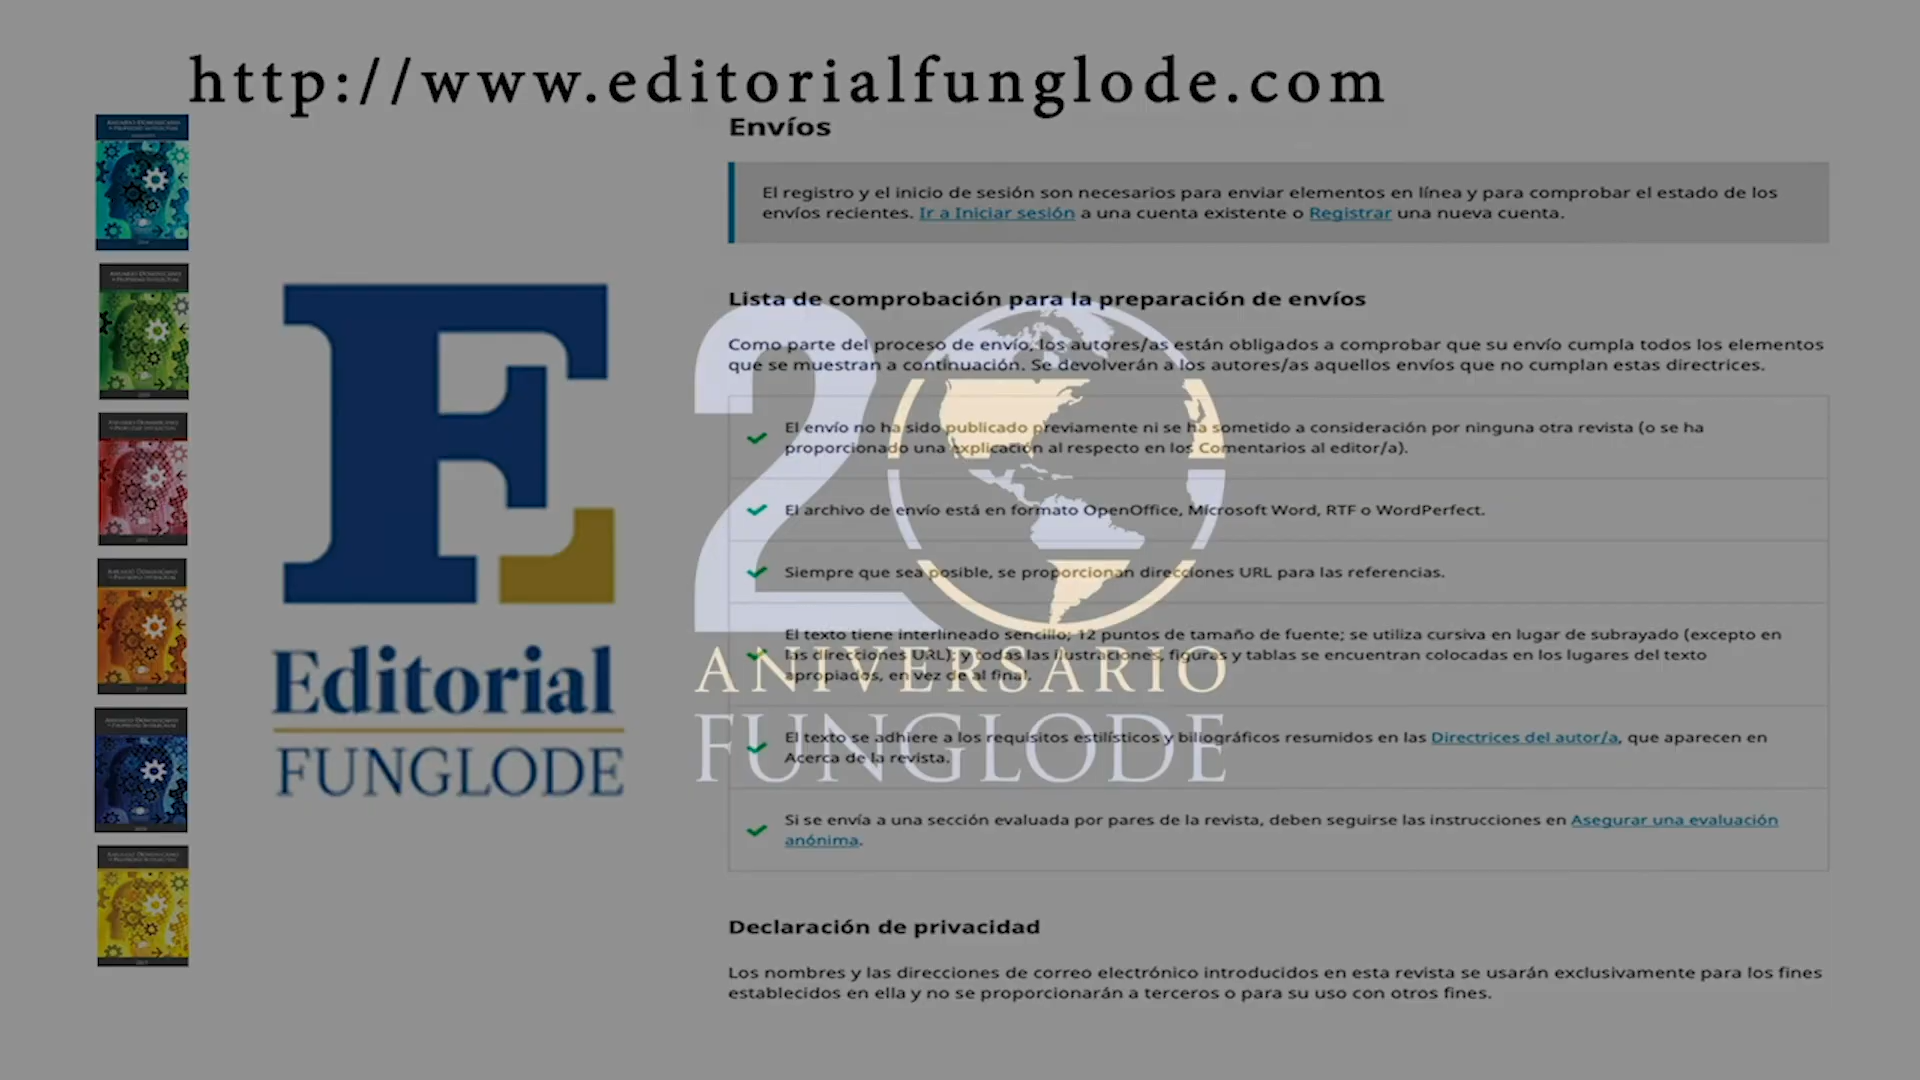 http://www.editorialfunglode.com
Envíos
El registro y el inicio de sesión son necesarios para enviar elementos en línea y para comprobar el estado de los
envíos recientes. Ir a Iniciar sesión a una cuenta existente o Registrar una nueva cuenta.
Lista de comprobación para la preparación de envíos
Como parte del proceso de envío, los autores/as están obligados a comprobar que su envío cumpla todos los elementos
que se muestran a continuación. Se devolverán a los autores/as aquellos envíos que no cumplan estas directrices.
El envío no ha sido publicado previamente ni se ha sometido a consideración por ninguna otra revista (o se ha
proporcionado una explicación al respecto en los Comentarios al editor/a).
El archivo de envío está en formato OpenOffice, Microsoft Word, RTF o WordPerfect.
Siempre que sea posible, se proporcionan direcciones URL para las referencias.
El texto tiene interlineado sencillo; 12 puntos de tamaño de fuente; se utiliza cursiva en lugar de subrayado (excepto en
las direcciones URL); y todas las ilustraciones, figuras y tablas se encuentran colocadas en los lugares del texto
apropiados, en vez de al final.
El texto se adhiere a los requisitos estilísticos y biliográficos resumidos en las Directrices del autor/a, que aparecen en
Acerca de la revista.
Si se envía a una sección evaluada por pares de la revista, deben seguirse las instrucciones en Asegurar una evaluación
anónima.
Declaración de privacidad
Los nombres y las direcciones de correo electrónico introducidos en esta revista se usarán exclusivamente para los fines
establecidos en ella y no se proporcionarán a terceros o para su uso con otros fines.
E
Editorial
FUNGLODE
20
ANIVERSARIO
FUNGLODE